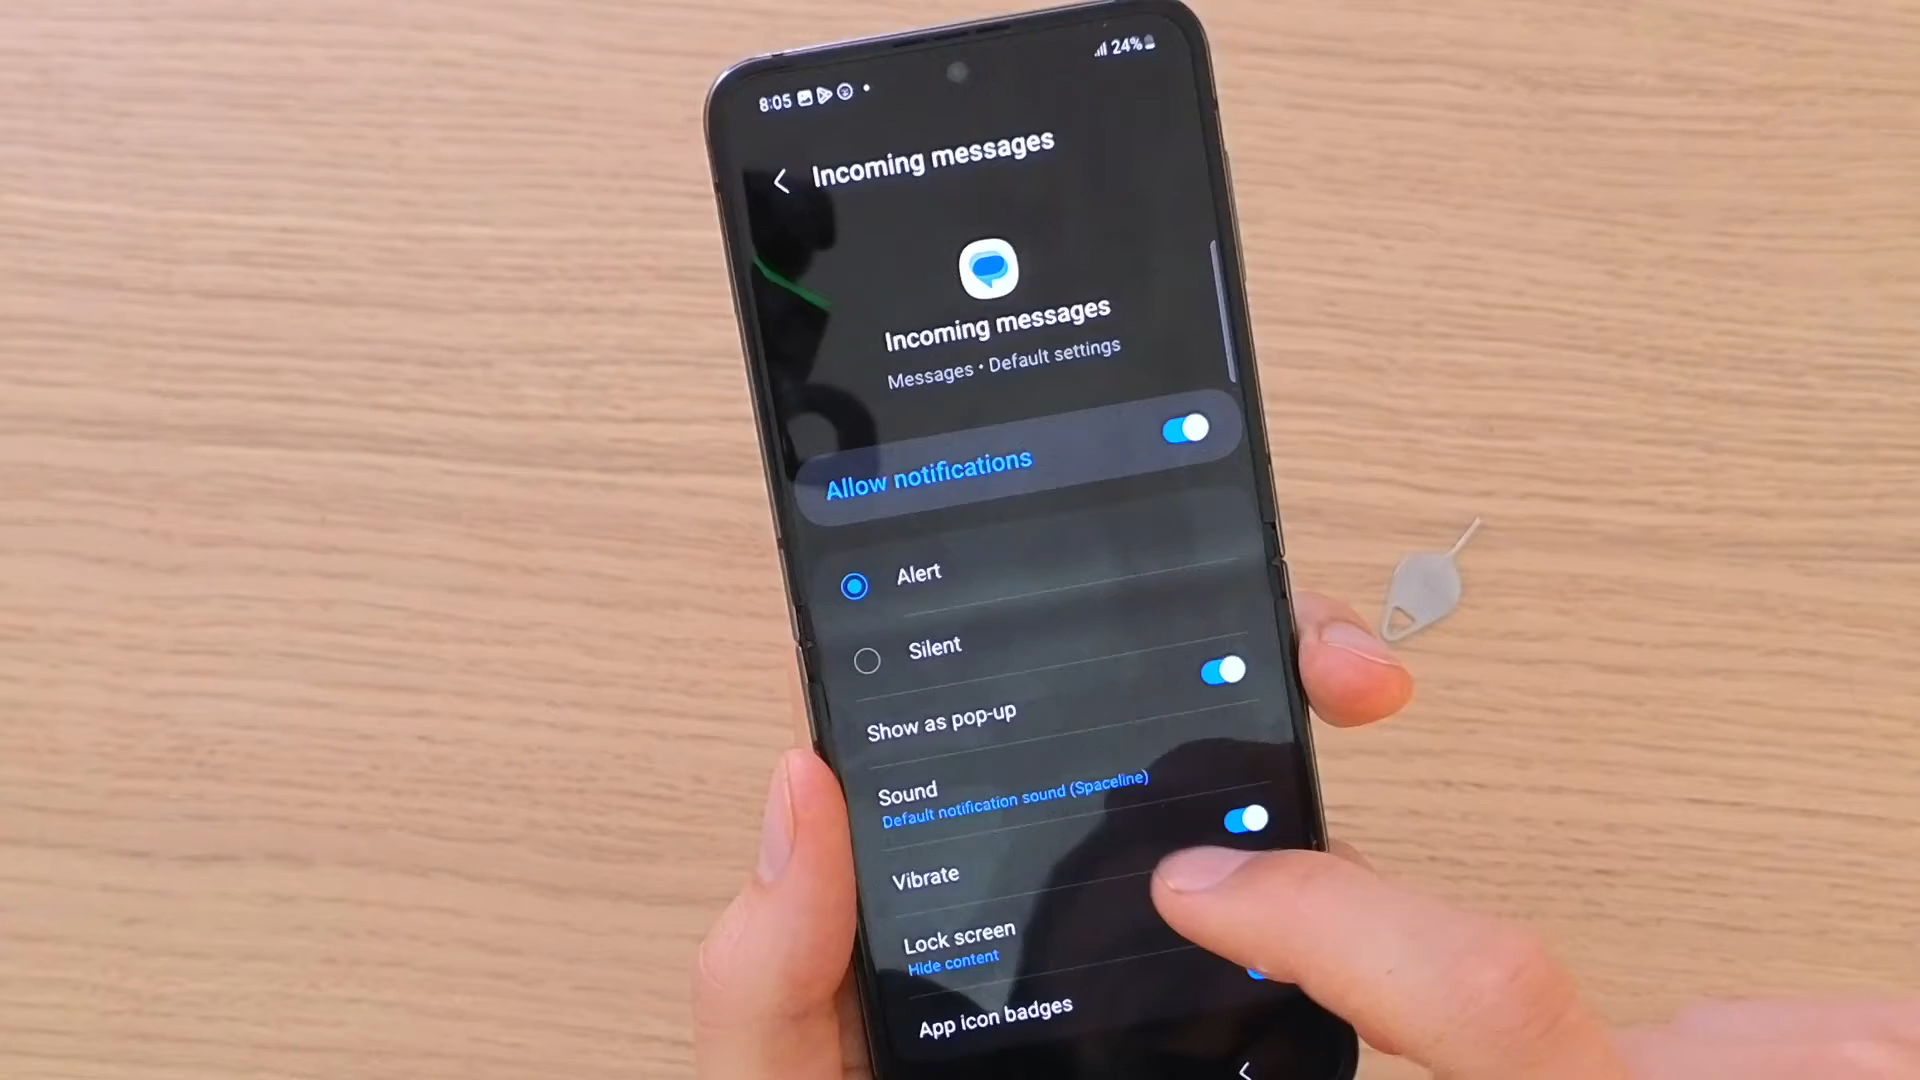 8:05
24%
Incoming messages
Incoming messages
Messages • Default settings
Allow notifications
Alert
Silent
Show as pop-up
Sound
Default notification sound (Spaceline)
Vibrate
Lock screen
Hide content
App icon badges